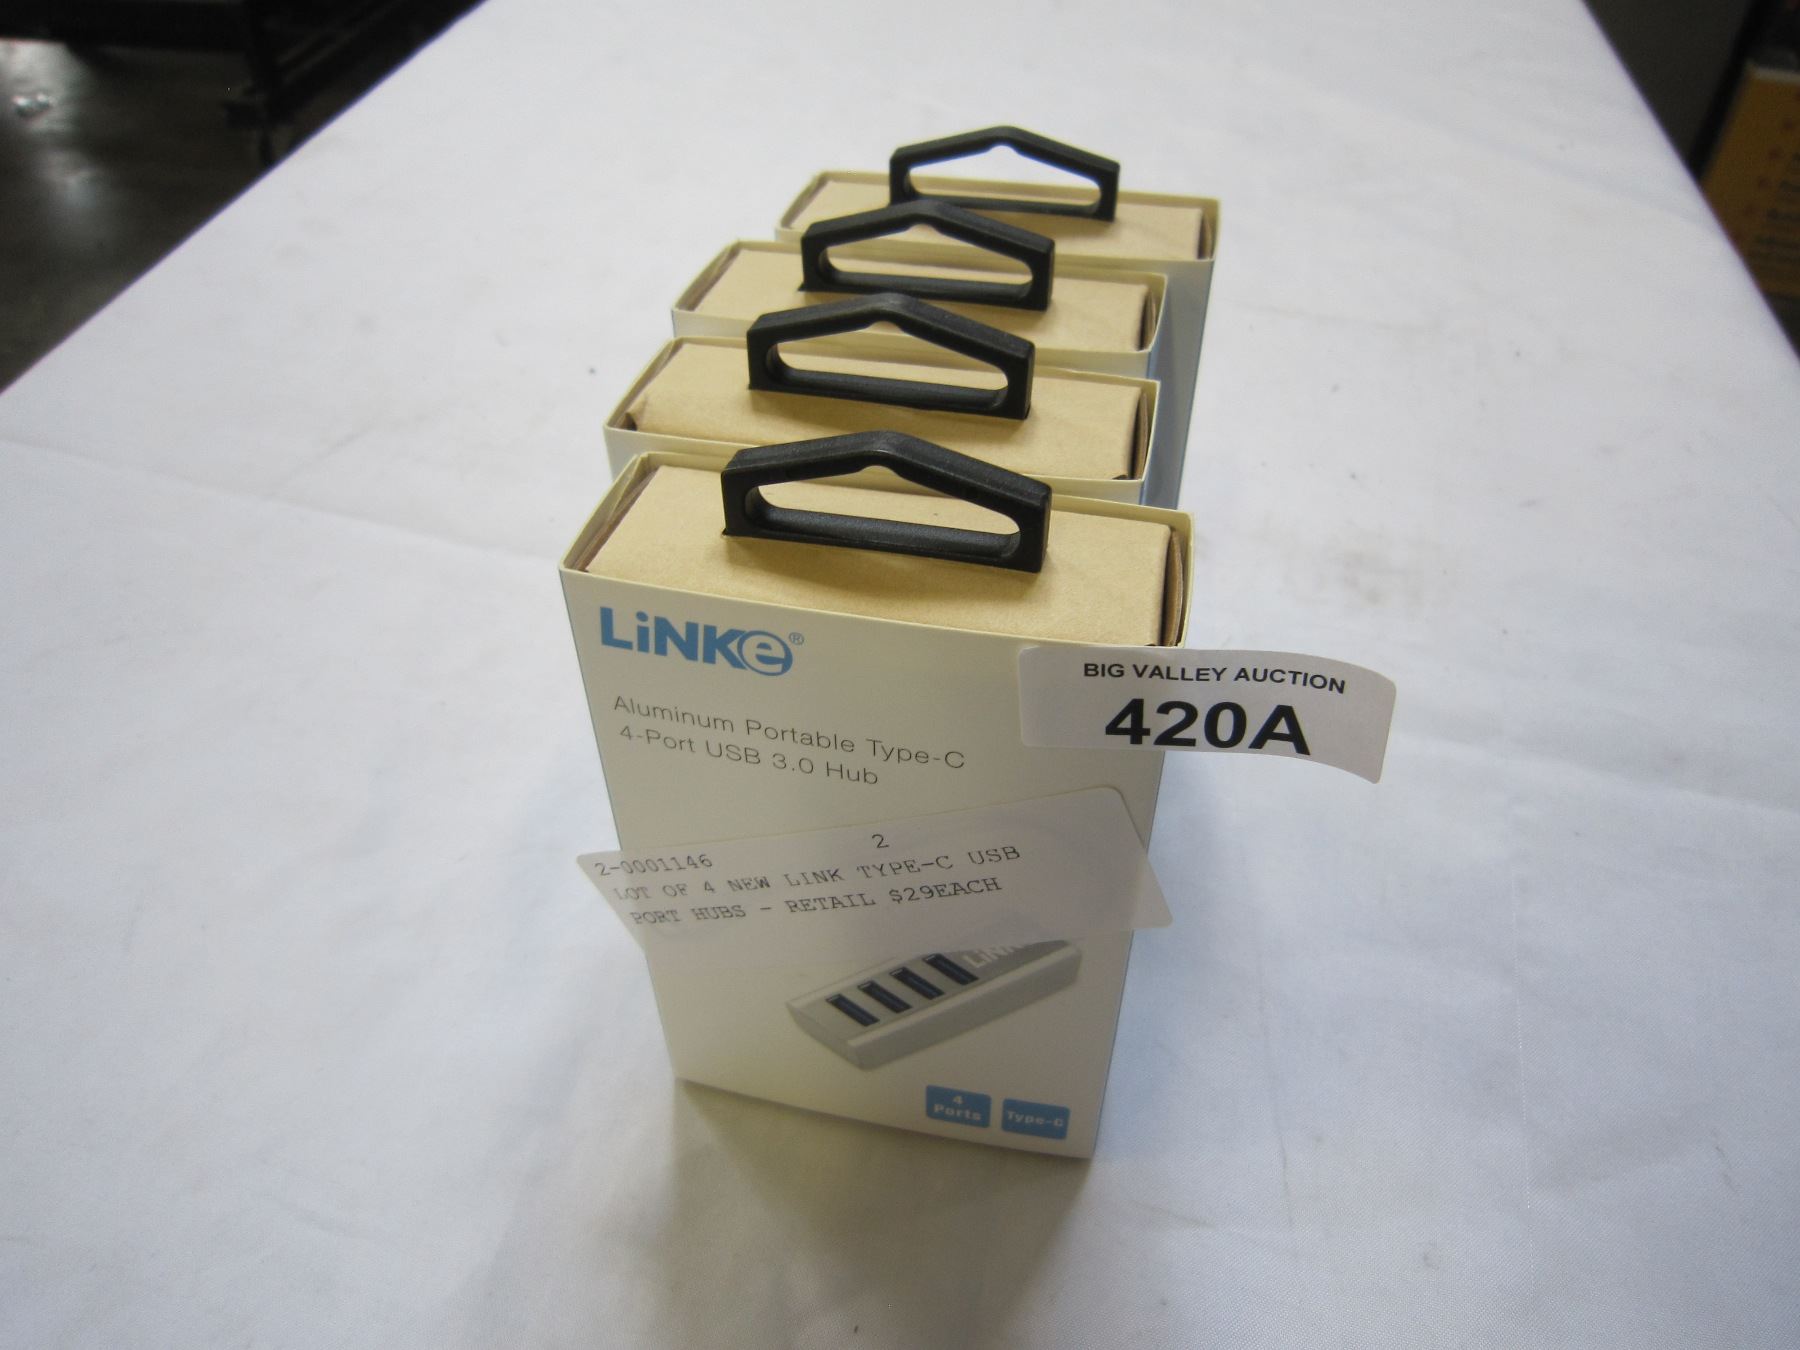 LiNKe®
Aluminum Portable Type-C
4-Port USB 3.0 Hub
BIG VALLEY AUCTION
420A
2
2-0001146
LOT OF 4 NEW LINK TYPE-C USB
PORT HUBS - RETAIL $29EACH
4
Ports
Type-C